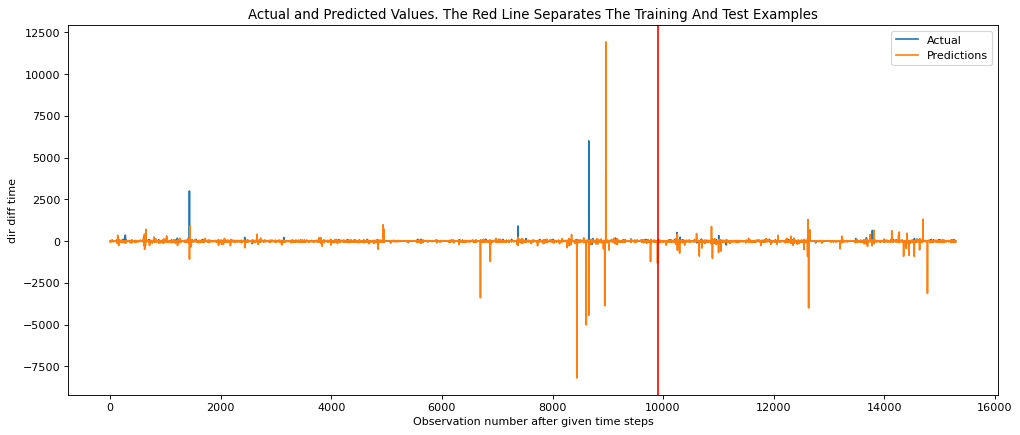 Actual and Predicted Values. The Red Line Separates The Training And Test Examples
Actual
Predictions
12500
10000
7500
5000
2500
0
−2500
−5000
−7500
dir diff time
0 2000 4000 6000 8000 10000 12000 14000 16000
Observation number after given time steps